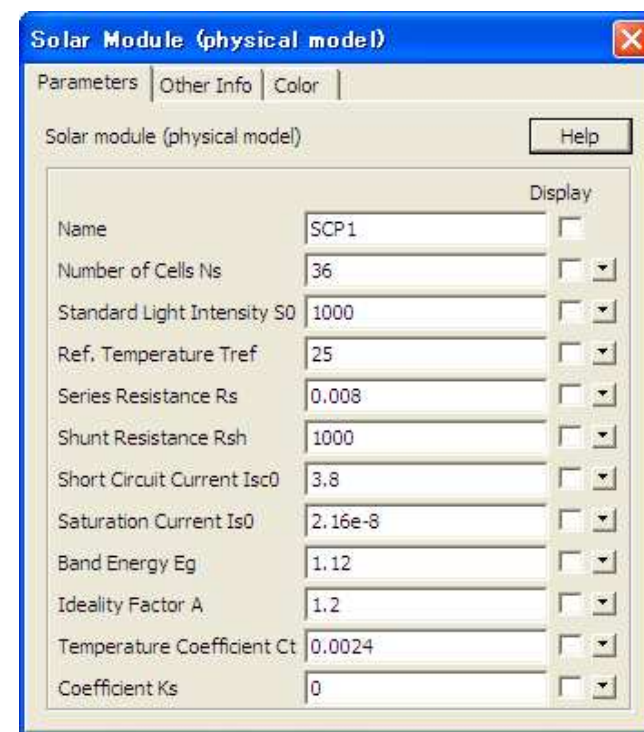 Solar Module (physical model)
Parameters Other Info Color
Solar module (physical model) Help
Display
Name SCP1
Number of Cells Ns 36
Standard Light Intensity S0 1000
Ref. Temperature Tref 25
Series Resistance Rs 0.008
Shunt Resistance Rsh 1000
Short Circuit Current Isc0 3.8
Saturation Current Is0 2.16e-8
Band Energy Eg 1.12
Ideality Factor A 1.2
Temperature Coefficient Ct 0.0024
Coefficient Ks 0